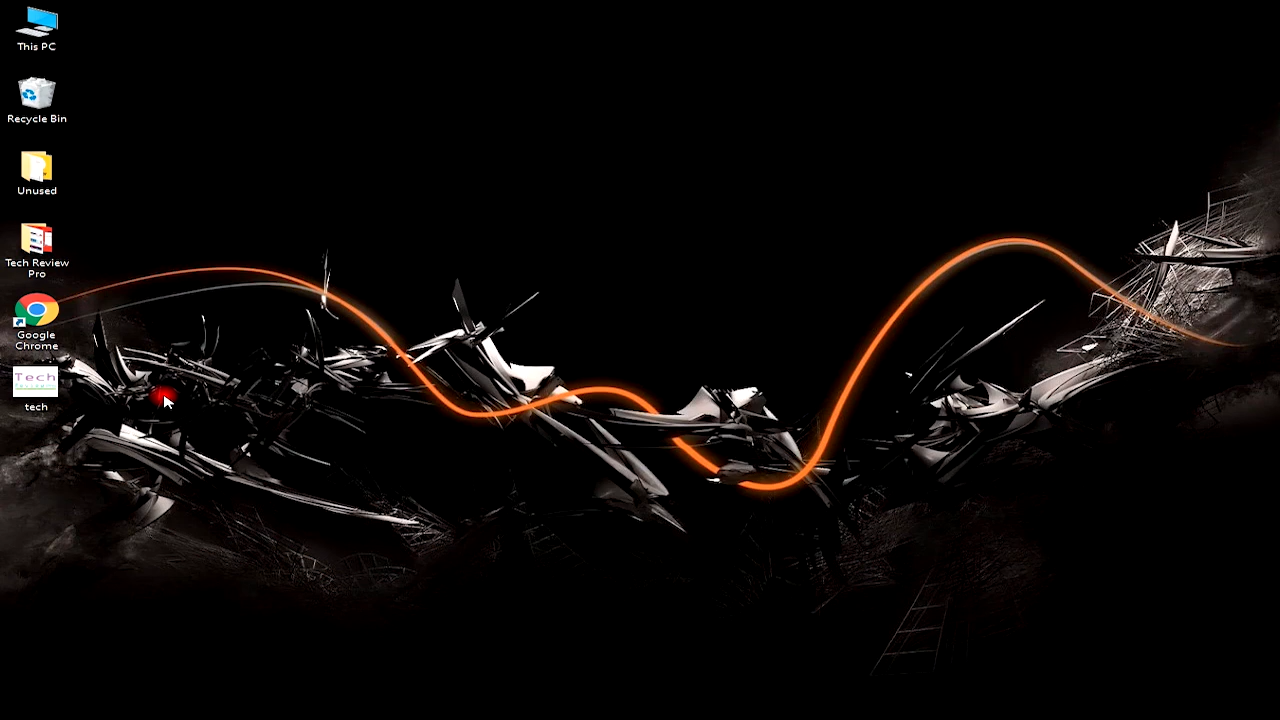 This PC
Recycle Bin
Unused
Tech Review
Pro
Google
Chrome
Tech
tech